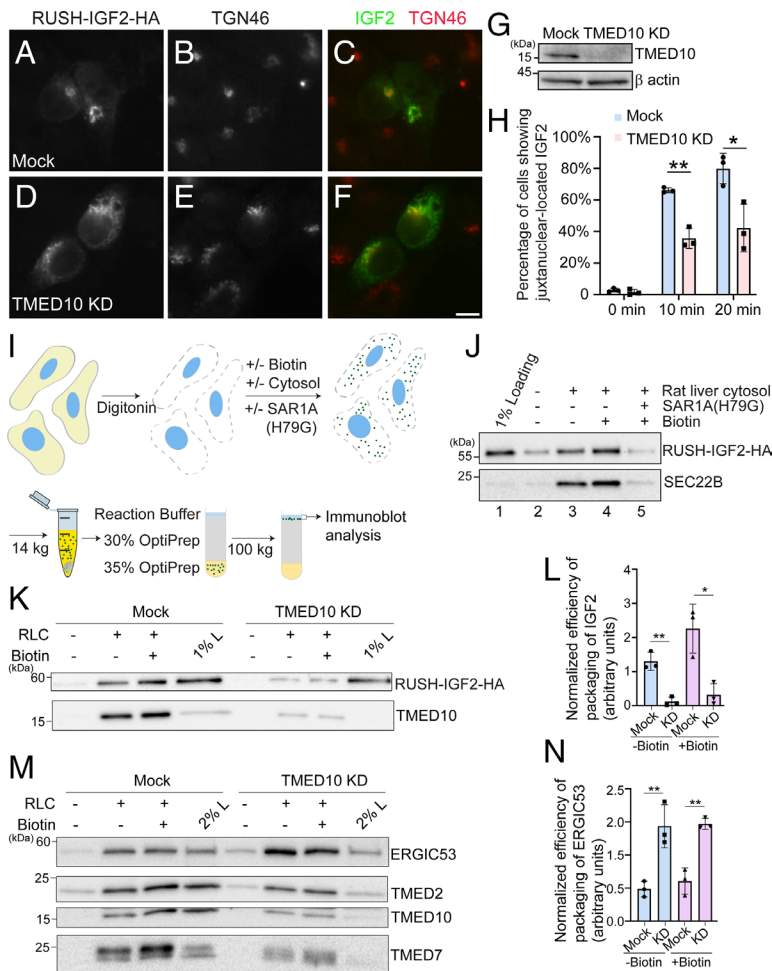 RUSH-IGF2-HA
TGN46
IGF2 TGN46
A
B
C
Mock
D
E
F
TMED10 KD
G
Mock TMED10 KD
(kDa)
15
TMED10
45
β actin
H
Mock
TMED10 KD
Percentage of cells showing
juxtanuclear-located IGF2
100%
80%
60%
40%
20%
0
**
*
0 min
10 min
20 min
I
Digitonin
+/- Biotin
+/- Cytosol
+/- SAR1A
(H79G)
14 kg
Reaction Buffer
30% OptiPrep
35% OptiPrep
100 kg
Immunoblot
analysis
J
1% Loading
- + + + Rat liver cytosol
- - - + SAR1A(H79G)
- - + + Biotin
(kDa)
55
RUSH-IGF2-HA
25
SEC22B
1 2 3 4 5
K
Mock
TMED10 KD
RLC - + + - + +
Biotin - - + 1% L - - + 1% L
(kDa)
60
RUSH-IGF2-HA
15
TMED10
L
Normalized efficiency of
packaging of IGF2
(arbitrary units)
4
3
2
1
0
**
*
Mock
KD
Mock
KD
-Biotin
+Biotin
M
Mock
TMED10 KD
RLC - + + - + +
Biotin - - + 2% L - - + 2% L
(kDa)
60
ERGIC53
25
TMED2
15
TMED10
25
TMED7
N
Normalized efficiency of
packaging of ERGIC53
(arbitrary units)
2.5
2.0
1.5
0.5
0.0
**
**
Mock
KD
Mock
KD
-Biotin
+Biotin